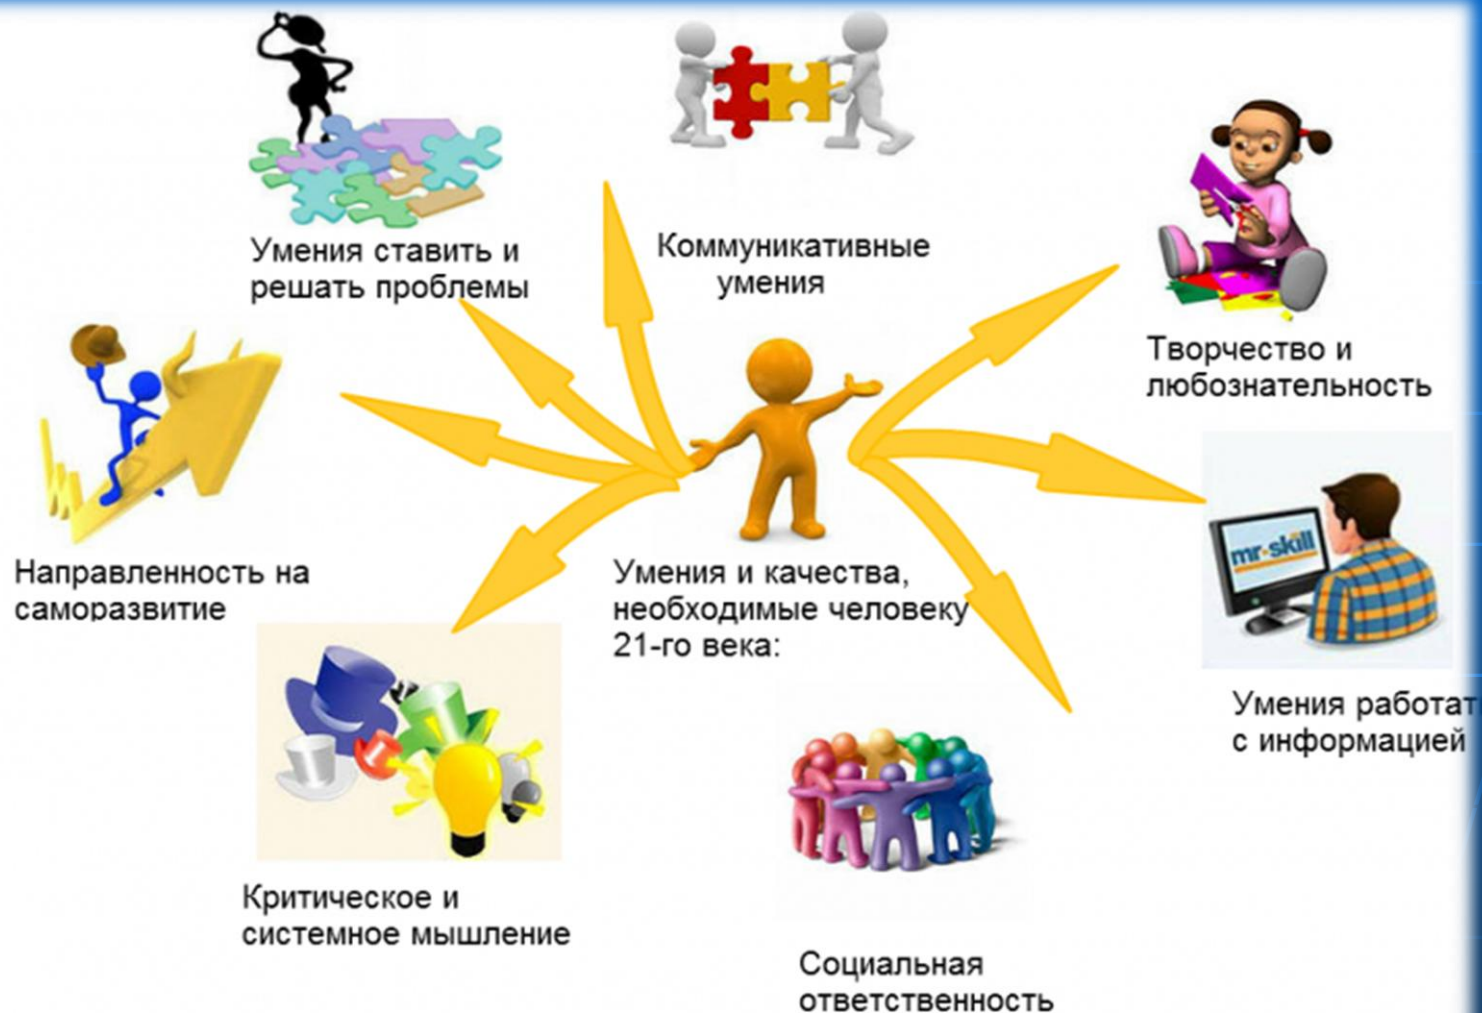 Умения ставить и
решать проблемы
Коммуникативные
умения
Творчество и
любознательность
Направленность на
саморазвитие
Умения и качества,
необходимые человеку
21-го века:
mr-skill
Умения работат
с информацией
Критическое и
системное мышление
Социальная
ответственность